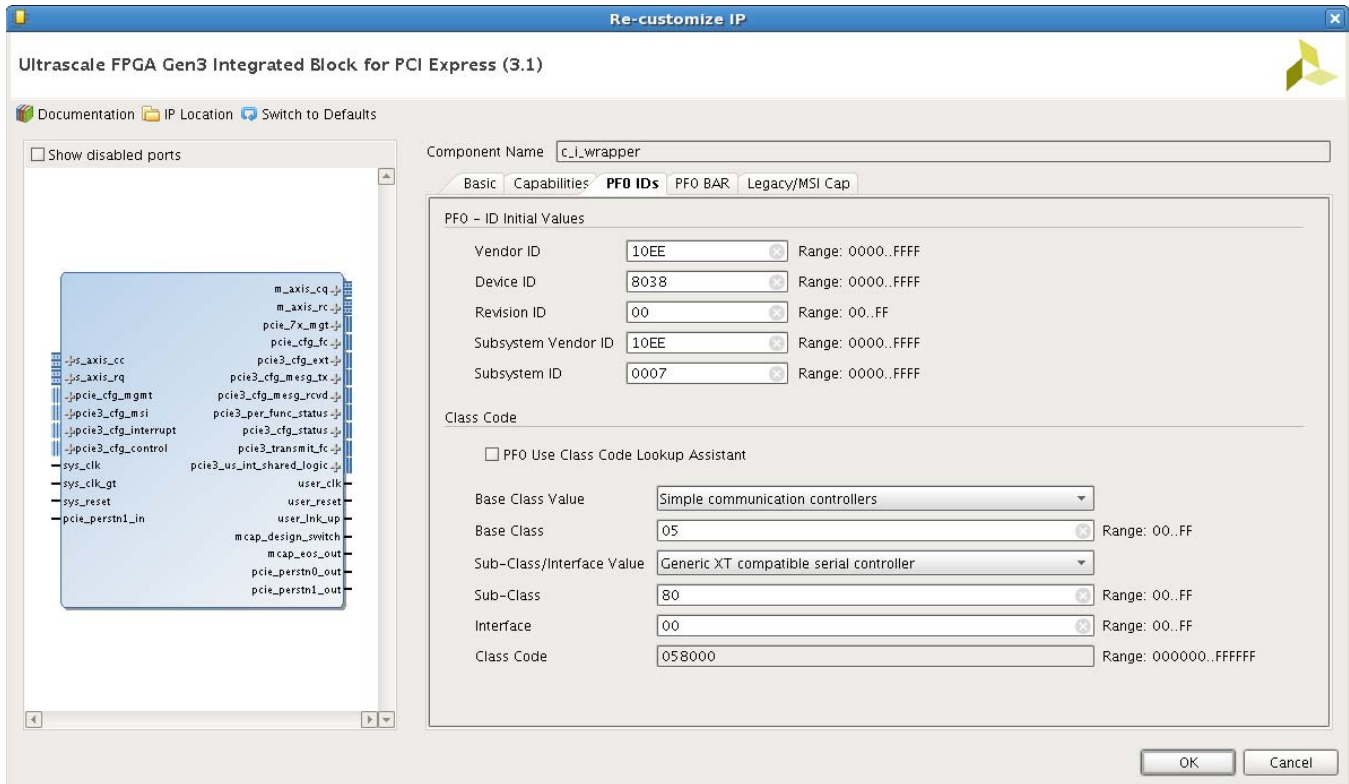 Re-customize IP
Ultrascale FPGA Gen3 Integrated Block for PCI Express (3.1)
Documentation IP Location Switch to Defaults
Show disabled ports
m_axis_cq
m_axis_rc
pcie_7x_mgt
pcie_cfg_fc
s_axis_cc pcie3_cfg_ext
s_axis_rq pcie3_cfg_mesg_tx
pcie_cfg_mgmt pcie3_cfg_mesg_rcvd
pcie3_cfg_msi pcie3_per_func_status
pcie3_cfg_interrupt pcie3_cfg_status
pcie3_cfg_control pcie3_transmit_fc
sys_clk pcie3_us_int_shared_logic
sys_clk_gt user_clk
sys_reset user_reset
pcie_perstn1_in user_lnk_up
mcap_design_switch
mcap_eos_out
pcie_perstn0_out
pcie_perstn1_out
Component Name c_i_wrapper
Basic Capabilities PF0 IDs PF0 BAR Legacy/MSI Cap
PF0 - ID Initial Values
Vendor ID 10EE Range: 0000..FFFF
Device ID 8038 Range: 0000..FFFF
Revision ID 00 Range: 00..FF
Subsystem Vendor ID 10EE Range: 0000..FFFF
Subsystem ID 0007 Range: 0000..FFFF
Class Code
PF0 Use Class Code Lookup Assistant
Base Class Value Simple communication controllers
Base Class 05 Range: 00..FF
Sub-Class/Interface Value Generic XT compatible serial controller
Sub-Class 80 Range: 00..FF
Interface 00 Range: 00..FF
Class Code 058000 Range: 000000..FFFFFF
OK Cancel